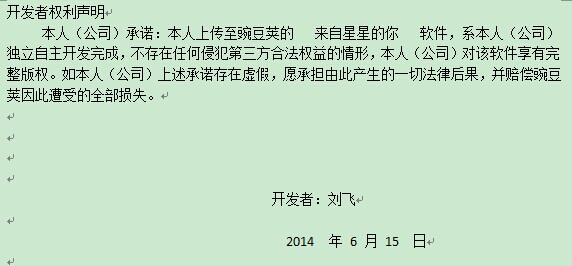 开发者权利声明
本人（公司）承诺：本人上传至豌豆荚的 来自星星的你 软件，系本人（公司）
独立自主开发完成，不存在任何侵犯第三方合法权益的情形，本人（公司）对该软件享有完
整版权。如本人（公司）上述承诺存在虚假，愿承担由此产生的一切法律后果，并赔偿豌豆
荚因此遭受的全部损失。
开发者：刘飞
2014 年 6 月 15 日